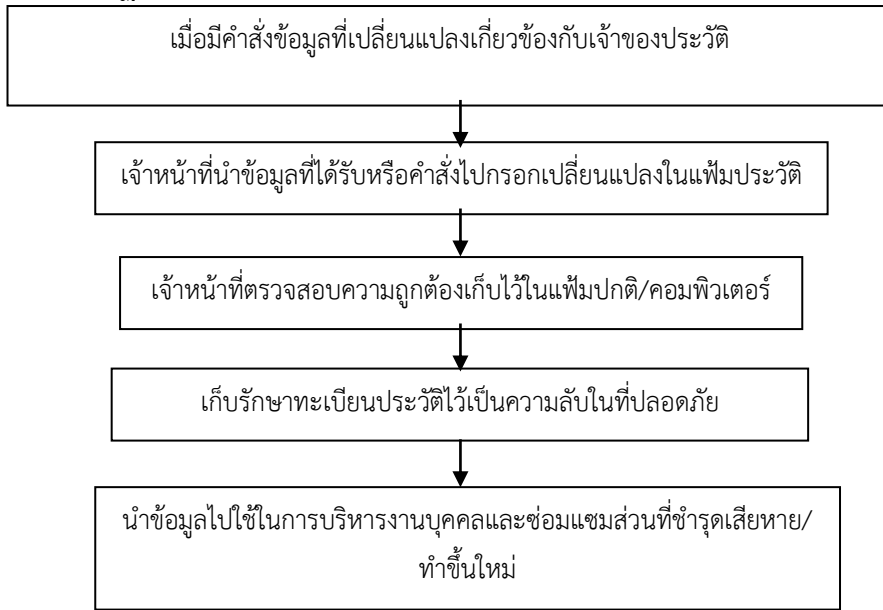 เมื่อมีคำสั่งข้อมูลที่เปลี่ยนแปลงเกี่ยวข้องกับเจ้าของประวัติ
เจ้าหน้าที่นำข้อมูลที่ได้รับหรือคำสั่งไปกรอกเปลี่ยนแปลงในแฟ้มประวัติ
เจ้าหน้าที่ตรวจสอบความถูกต้องเก็บไว้ในแฟ้มปกติ/คอมพิวเตอร์
เก็บรักษาทะเบียนประวัติไว้เป็นความลับในที่ปลอดภัย
นำข้อมูลไปใช้ในการบริหารงานบุคคลและซ่อมแซมส่วนที่ชำรุดเสียหาย/
ทำขึ้นใหม่